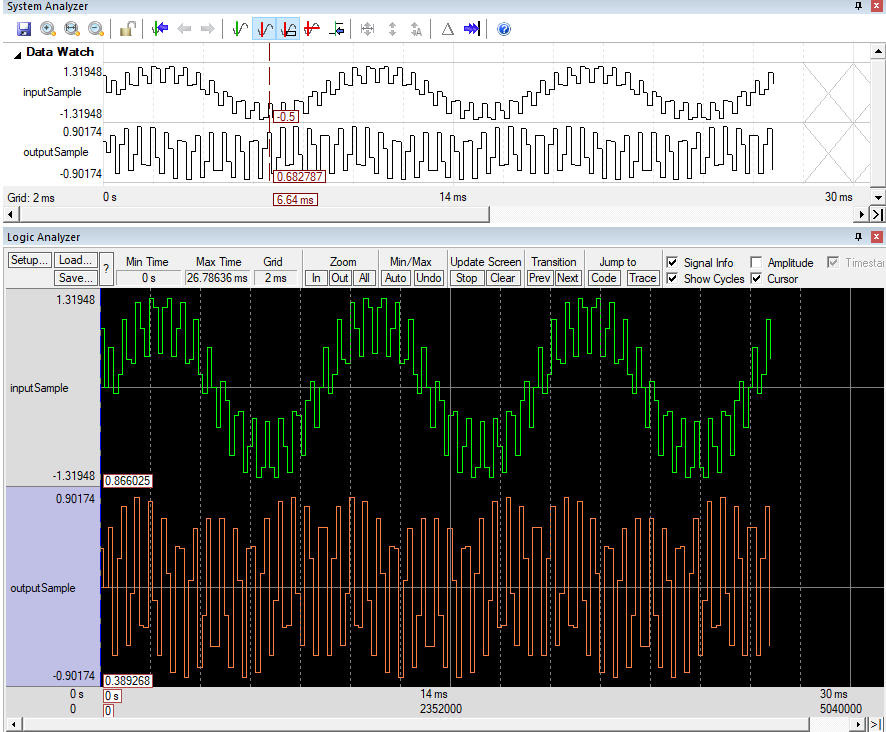 System Analyzer
Data Watch
1.31948
inputSample
-1.31948
-0.5
0.90174
outputSample
-0.90174
0.682787
Grid: 2 ms
0 s
6.64 ms
14 ms
30 ms
Logic Analyzer
Setup... Load... Min Time Max Time Grid Zoom Min/Max Update Screen Transition Jump to Signal Info Amplitude Timestar
Save... ? 0 s 26.78636 ms 2 ms In Out All Auto Undo Stop Clear Prev Next Code Trace Show Cycles Cursor
1.31948
inputSample
-1.31948
0.866025
0.90174
outputSample
-0.90174
0.389268
0 s 0 s 14 ms 30 ms
0 0 2352000 5040000